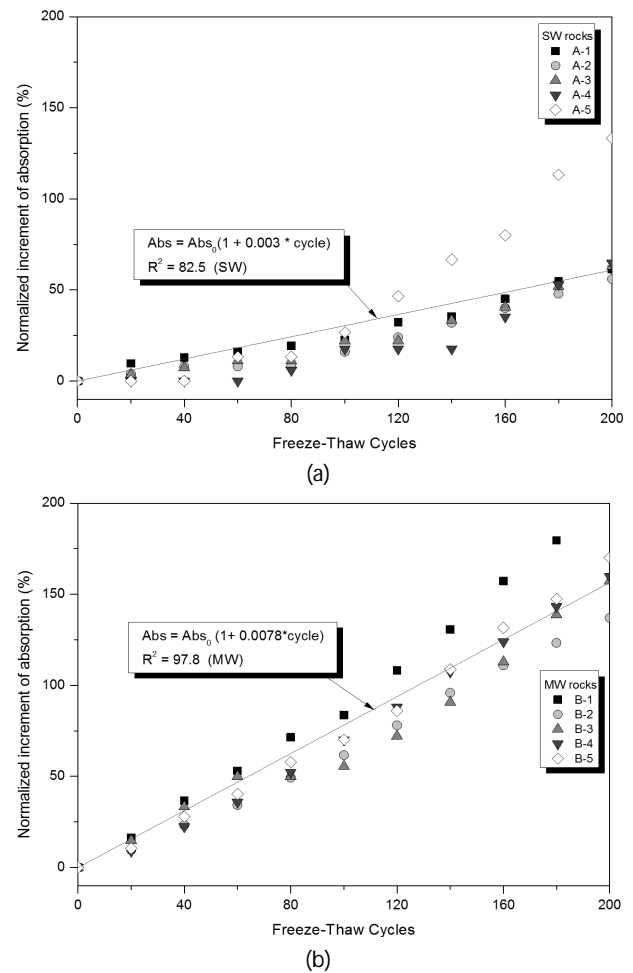 200
150
100
50
0
Normalized increment of absorption (%)
SW rocks
A-1
A-2
A-3
A-4
A-5
Abs = Abs₀(1 + 0.003 * cycle)
R² = 82.5 (SW)
0 40 80 120 160 200
Freeze-Thaw Cycles
(a)
200
150
100
50
0
Normalized increment of absorption (%)
Abs = Abs₀ (1+ 0.0078*cycle)
R² = 97.8 (MW)
MW rocks
B-1
B-2
B-3
B-4
B-5
0 40 80 120 160 200
Freeze-Thaw Cycles
(b)